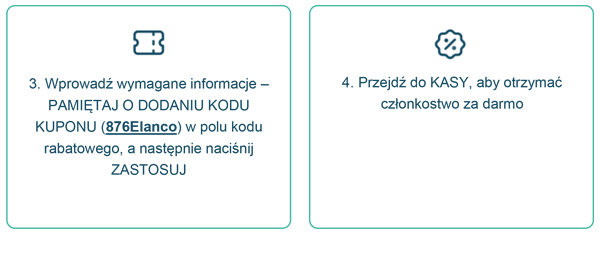 3. Wprowadź wymagane informacje –
PAMIĘTAJ O DODANIU KODU
KUPONU (876Elanco) w polu kodu
rabatowego, a następnie naciśnij
ZASTOSUJ
4. Przejdź do KASY, aby otrzymać
członkostwo za darmo